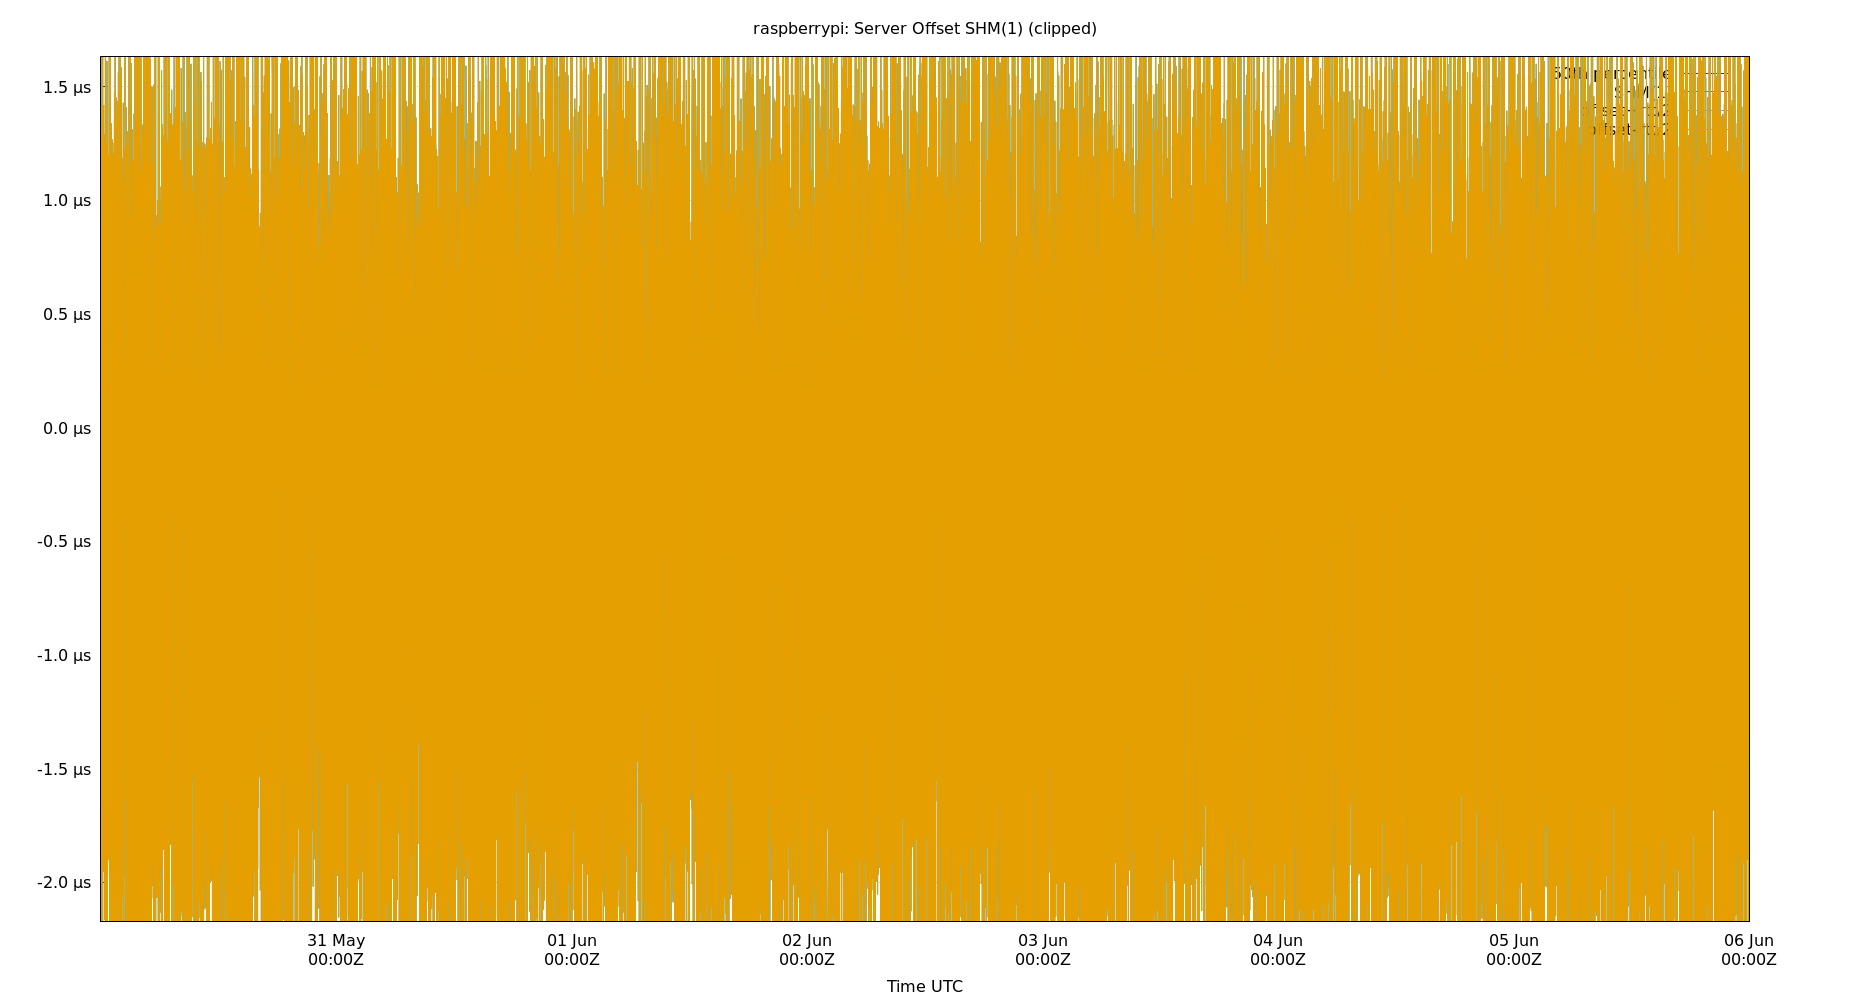 raspberrypi: Server Offset SHM(1) (clipped)
1.5 µs
1.0 µs
0.5 µs
0.0 µs
-0.5 µs
-1.0 µs
-1.5 µs
-2.0 µs
50th percentile
31 May 01 Jun 02 Jun 03 Jun 04 Jun 05 Jun 06 Jun
00:00Z 00:00Z 00:00Z 00:00Z 00:00Z 00:00Z 00:00Z
Time UTC